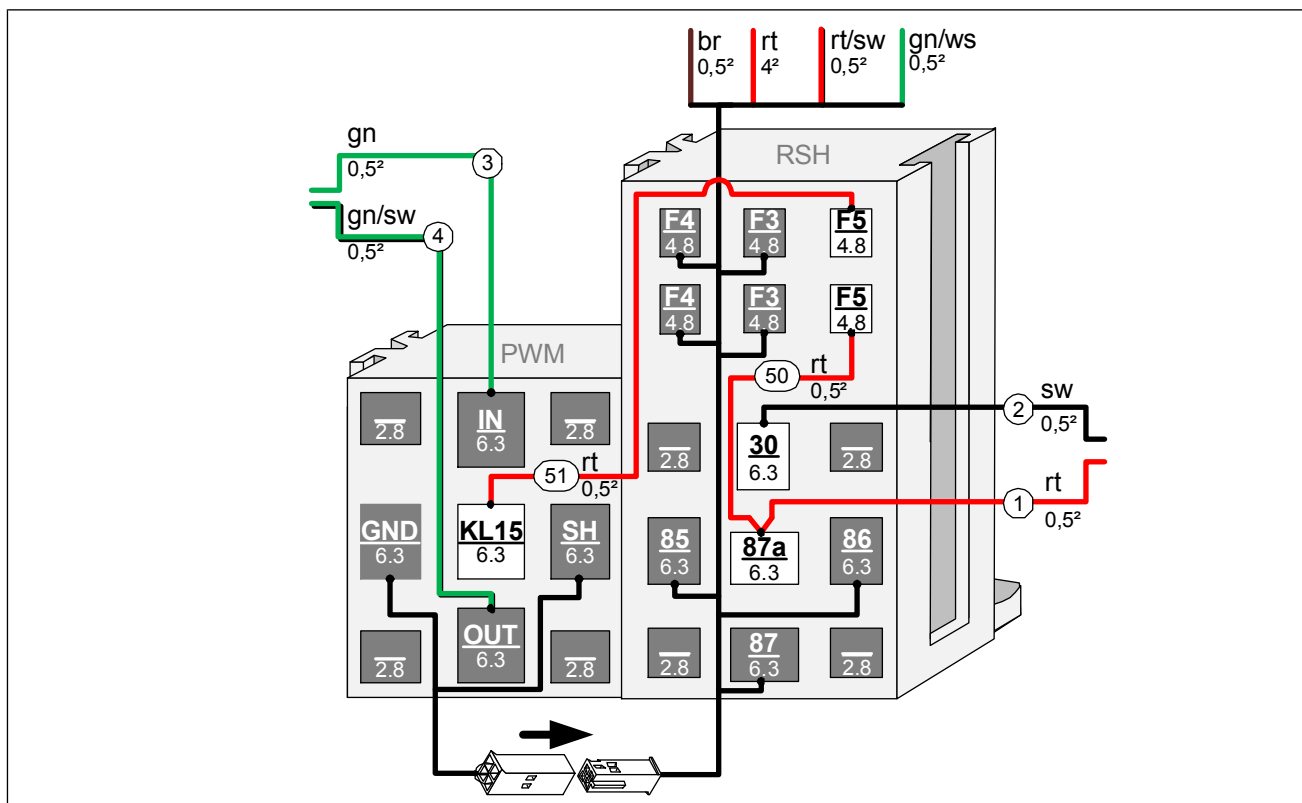 br
0,5²
rt
4²
rt/sw
0,5²
gn/ws
0,5²
gn
0,5²
3
gn/sw
0,5²
4
RSH
F4
4.8
F3
4.8
F5
4.8
F4
4.8
F3
4.8
F5
4.8
PWM
50
rt
0,5²
2
sw
0,5²
2.8
IN
6.3
2.8
2.8
30
6.3
2.8
51
rt
0,5²
1
rt
0,5²
GND
6.3
KL15
6.3
SH
6.3
85
6.3
87a
6.3
86
6.3
2.8
OUT
6.3
2.8
2.8
87
6.3
2.8